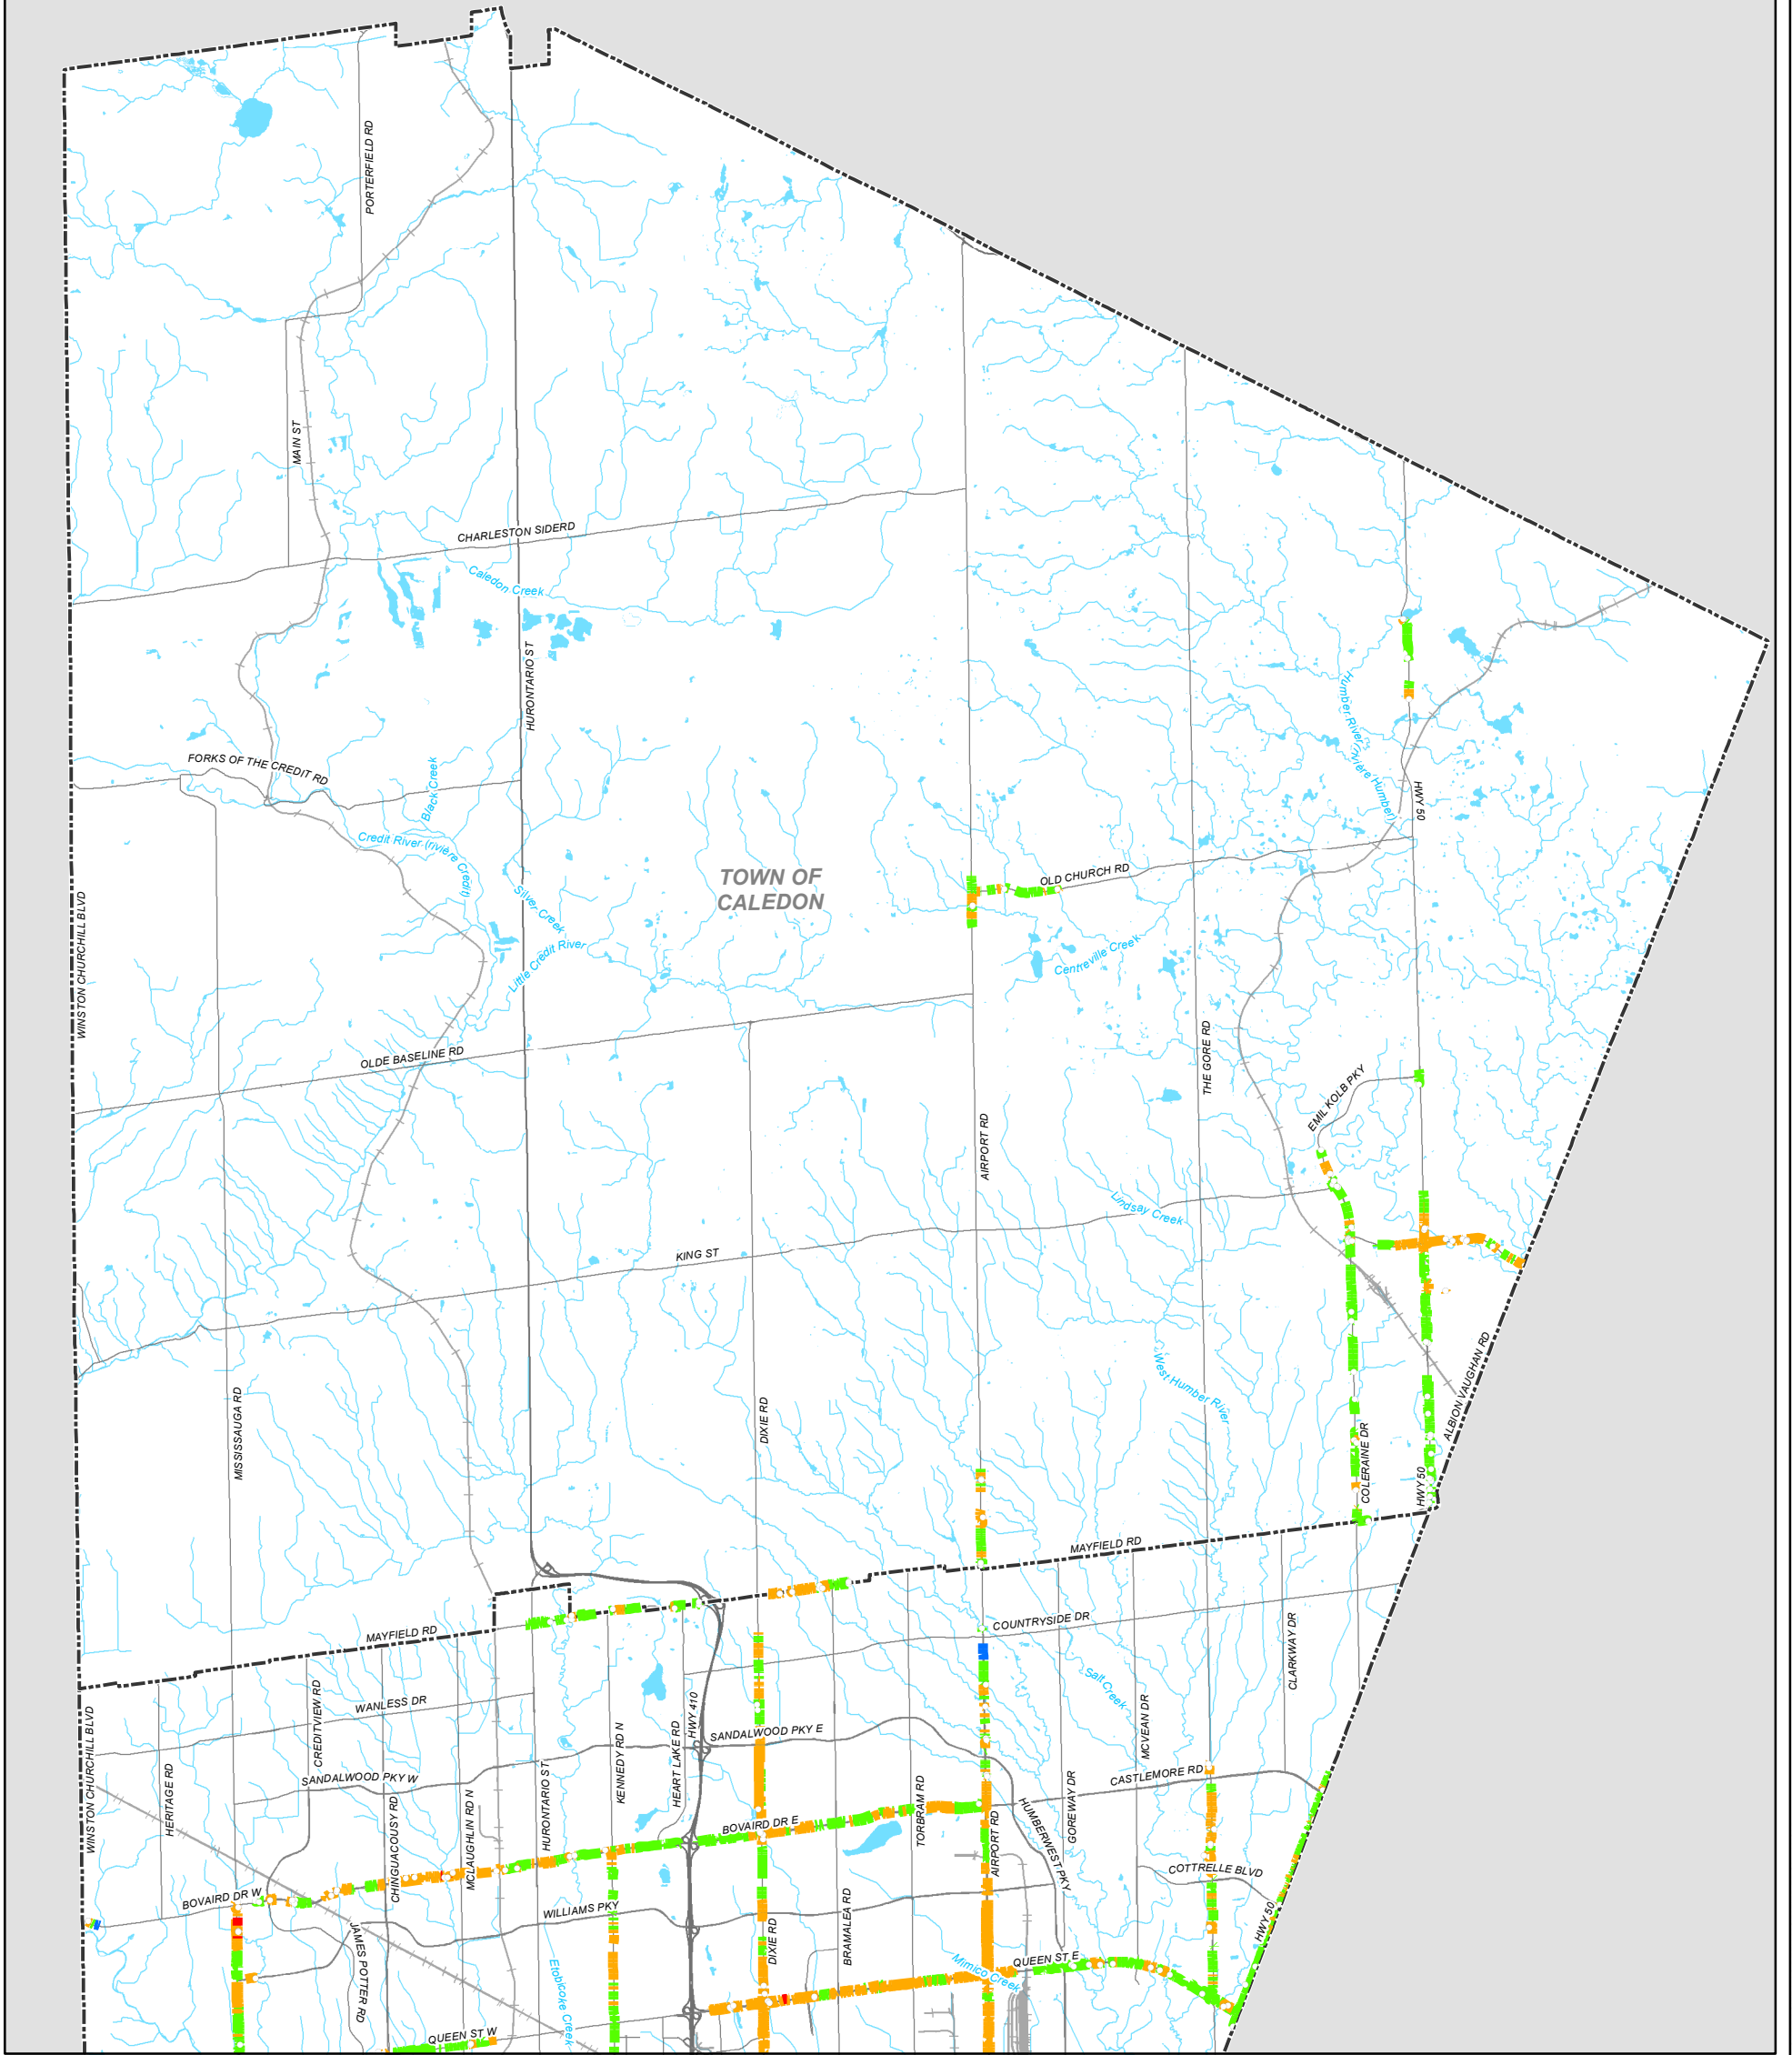 PORTERFIELD RD
MAIN ST
CHARLESTON SIDERD
Caledon Creek
HURONTARIO ST
Humber River (rivière Humber)
FORKS OF THE CREDIT RD
Black Creek
HWY 50
Credit River (rivière Credit)
TOWN OF
CALEDON
OLD CHURCH RD
Silver Creek
WINSTON CHURCHILL BLVD
Little Credit River
Centreville Creek
OLDE BASELINE RD
THE GORE RD
EMIL KOLB PKY
AIRPORT RD
Lindsay Creek
KING ST
West Humber River
ALBION VAUGHAN RD
MISSISSAUGA RD
DIXIE RD
COLERAINE DR
HWY 50
MAYFIELD RD
COUNTRYSIDE DR
MAYFIELD RD
CLARKWAY DR
Salt Creek
CREDITVIEW RD
WANLESS DR
HWY 410
MCVEAN DR
SANDALWOOD PKY E
HEART LAKE RD
WINSTON CHURCHILL BLVD
HERITAGE RD
SANDALWOOD PKY W
KENNEDY RD N
CASTLEMORE RD
HURONTARIO ST
CHINGUACOUSY RD
MCLAUGHLIN RD N
TORBRAM RD
GOREWAY DR
HUMBERWEST PKY
BOVAIRD DR E
AIRPORT RD
COTTRELLE BLVD
BOVAIRD DR W
WILLIAMS PKY
BRAMALEA RD
HWY 50
DIXIE RD
JAMES POTTER RD
QUEEN ST E
Mimico Creek
Etobicoke Creek
QUEEN ST W